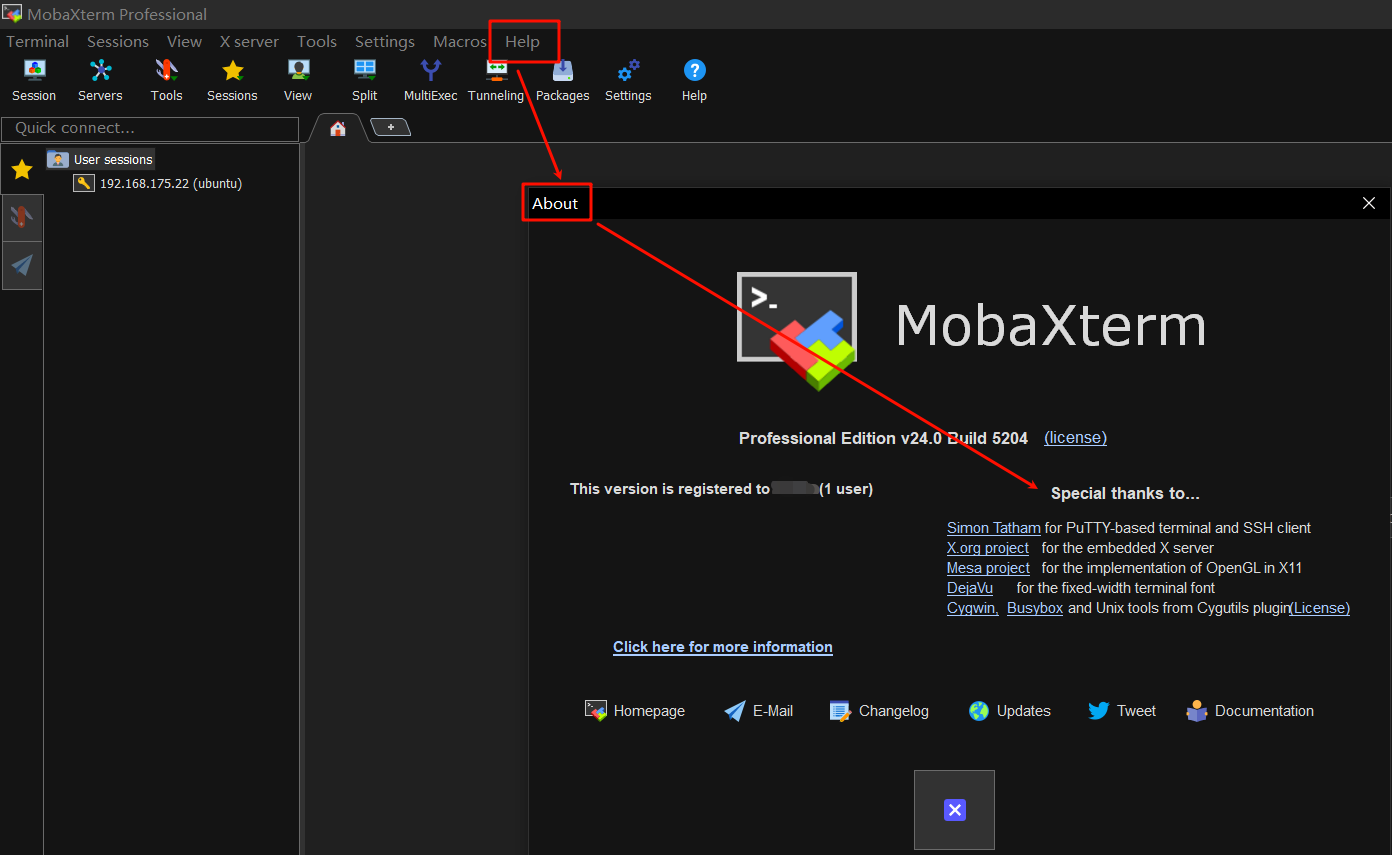 MobaXterm Professional
Terminal Sessions View X server Tools Settings Macros Help
Session Servers Tools Sessions View Split MultiExec Tunneling Packages Settings Help
Quick connect...
User sessions
192.168.175.22 (ubuntu)
About
>_
MobaXterm
Professional Edition v24.0 Build 5204 (license)
This version is registered to (1 user)
Special thanks to...
Simon Tatham for PuTTY-based terminal and SSH client
X.org project for the embedded X server
Mesa project for the implementation of OpenGL in X11
DejaVu for the fixed-width terminal font
Cygwin, Busybox and Unix tools from Cygutils plugin(License)
Click here for more information
Homepage E-Mail Changelog Updates Tweet Documentation